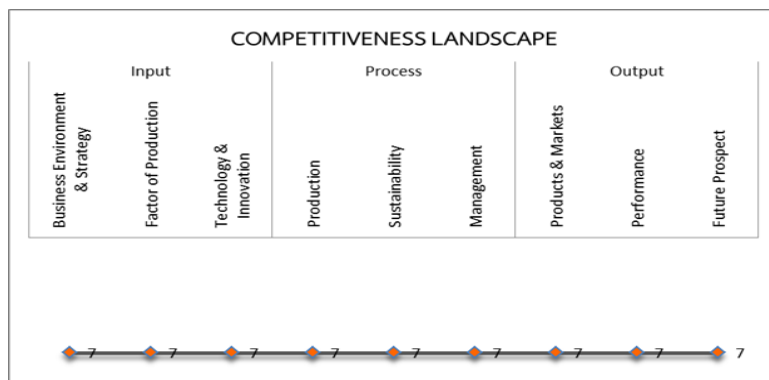 COMPETITIVENESS LANDSCAPE
Input
Process
Output
Business Environment
& Strategy
Factor of Production
Technology &
Innovation
Production
Sustainability
Management
Products & Markets
Performance
Future Prospect
7 7 7 7 7 7 7 7 7